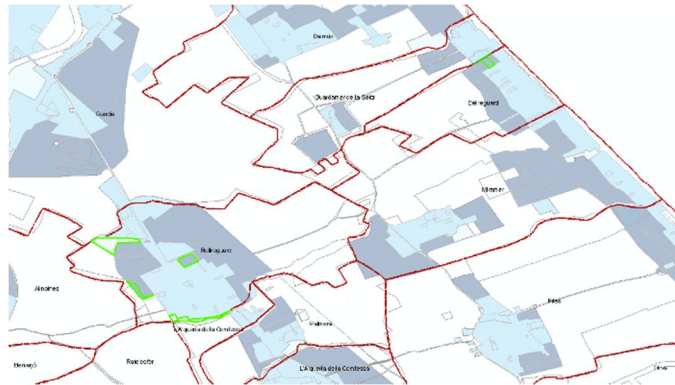 Daimús
Guardamar de la Safor
Gandia
Bellreguard
Miramar
Bellreguard
Almoines
Piles
Palmera
L'Alqueria de la Comtessa
Rafelcofer
Beniarjó
L'Alqueria de la Comtessa
Oliva